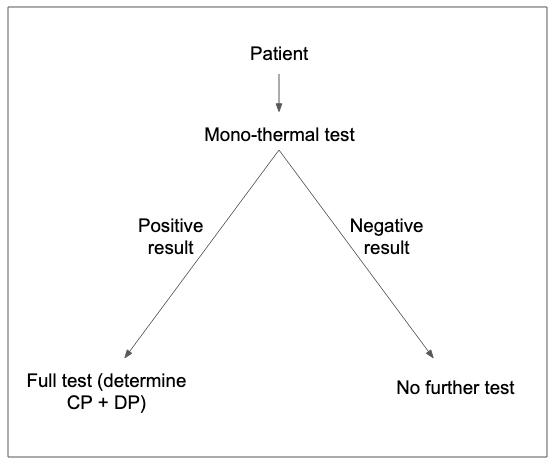 Patient
Mono-thermal test
Positive
result
Negative
result
Full test (determine
CP + DP)
No further test